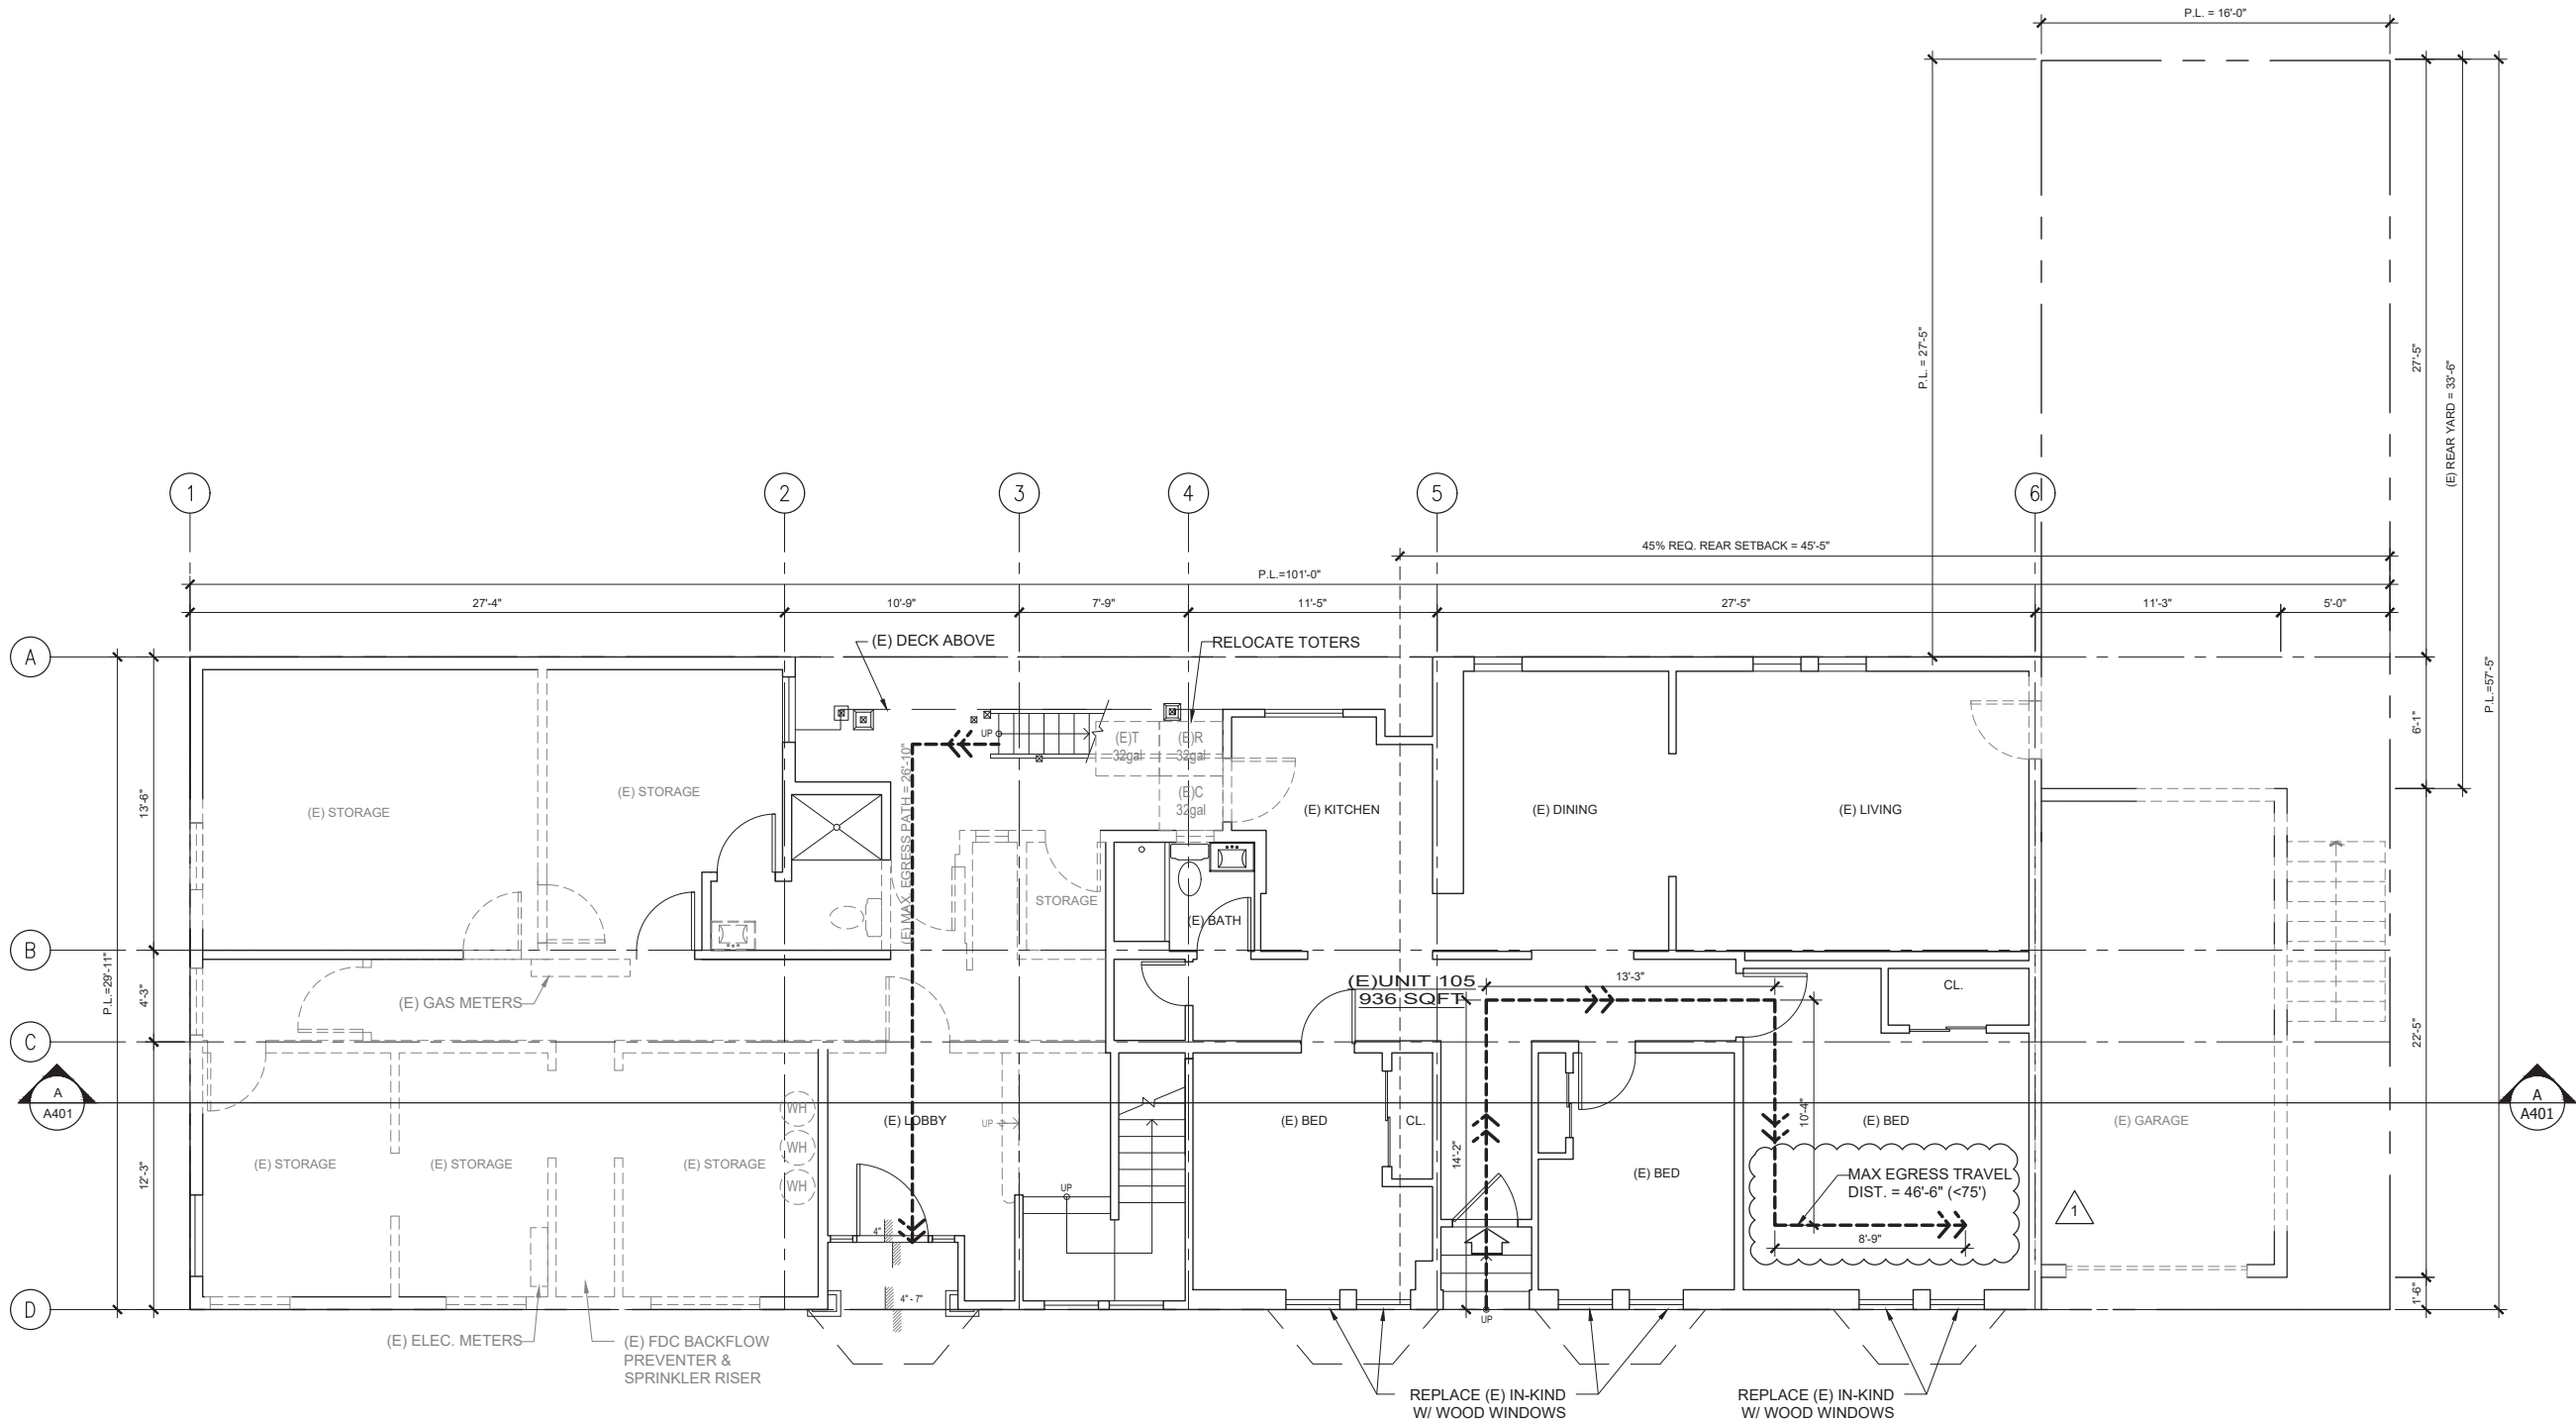 P.L. = 16'-0"
P.L. = 27'-5"
27'-5"
(E) REAR YARD = 33'-6"
P.L.=57'-5"
1
2
3
4
5
6
45% REQ. REAR SETBACK = 45'-5"
P.L.=101'-0"
27'-4"
10'-9"
7'-9"
11'-5"
27'-5"
11'-3"
5'-0"
A
B
C
D
P.L.=29'-11"
13'-6"
4'-3"
12'-3"
6'-1"
22'-5"
1'-6"
(E) DECK ABOVE
RELOCATE TOTERS
UP
(E)T
32gal
(E)R
32gal
(E)C
32gal
(E) STORAGE
(E) STORAGE
(E) MAX. EGRESS PATH = 26'-10"
(E) KITCHEN
(E) DINING
(E) LIVING
STORAGE
(E) BATH
(E) GAS METERS
(E)UNIT 105
936 SQFT
13'-3"
CL.
A
A401
A
A401
WH
WH
WH
(E) LOBBY
UP
(E) BED
CL.
14'-2"
10'-4"
(E) BED
(E) GARAGE
(E) STORAGE
(E) STORAGE
(E) STORAGE
(E) BED
MAX EGRESS TRAVEL
DIST. = 46'-6" (<75')
8'-9"
1
UP
4"
4" - 7"
UP
(E) ELEC. METERS
(E) FDC BACKFLOW
PREVENTER &
SPRINKLER RISER
REPLACE (E) IN-KIND
W/ WOOD WINDOWS
REPLACE (E) IN-KIND
W/ WOOD WINDOWS